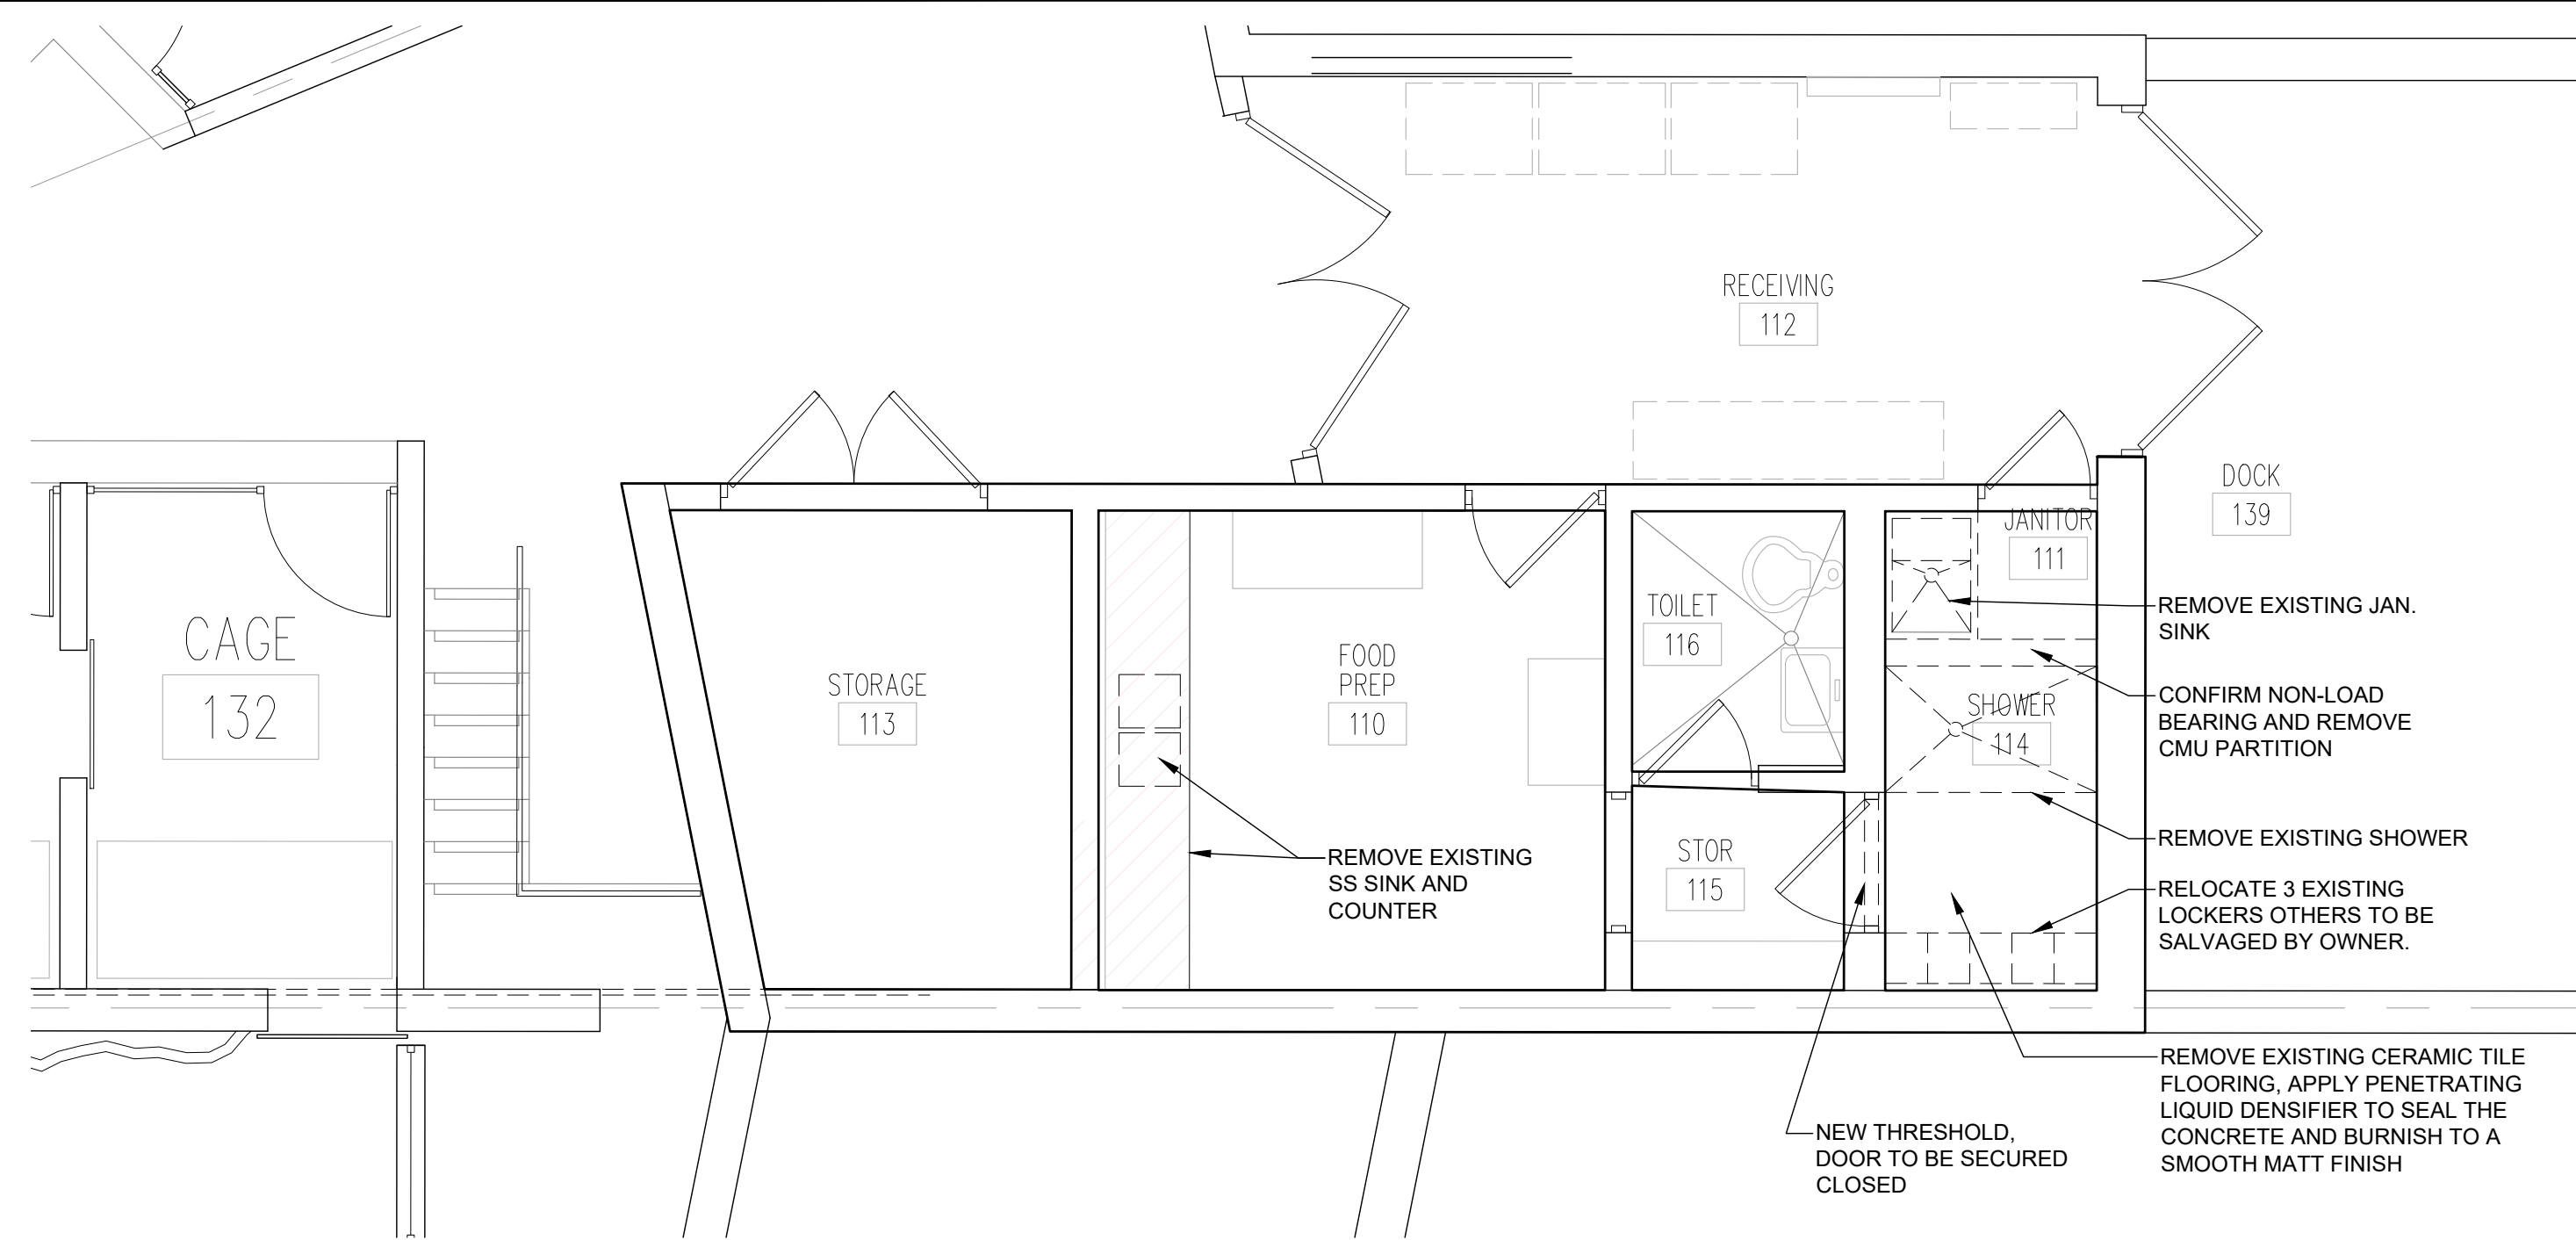 RECEIVING
112
DOCK
139
JANITOR
111
CAGE
132
STORAGE
113
FOOD
PREP
110
TOILET
116
SHOWER
114
STOR
115
REMOVE EXISTING JAN.
SINK
CONFIRM NON-LOAD
BEARING AND REMOVE
CMU PARTITION
REMOVE EXISTING SHOWER
RELOCATE 3 EXISTING
LOCKERS OTHERS TO BE
SALVAGED BY OWNER.
REMOVE EXISTING
SS SINK AND
COUNTER
REMOVE EXISTING CERAMIC TILE
FLOORING, APPLY PENETRATING
LIQUID DENSIFIER TO SEAL THE
CONCRETE AND BURNISH TO A
SMOOTH MATT FINISH
NEW THRESHOLD,
DOOR TO BE SECURED
CLOSED